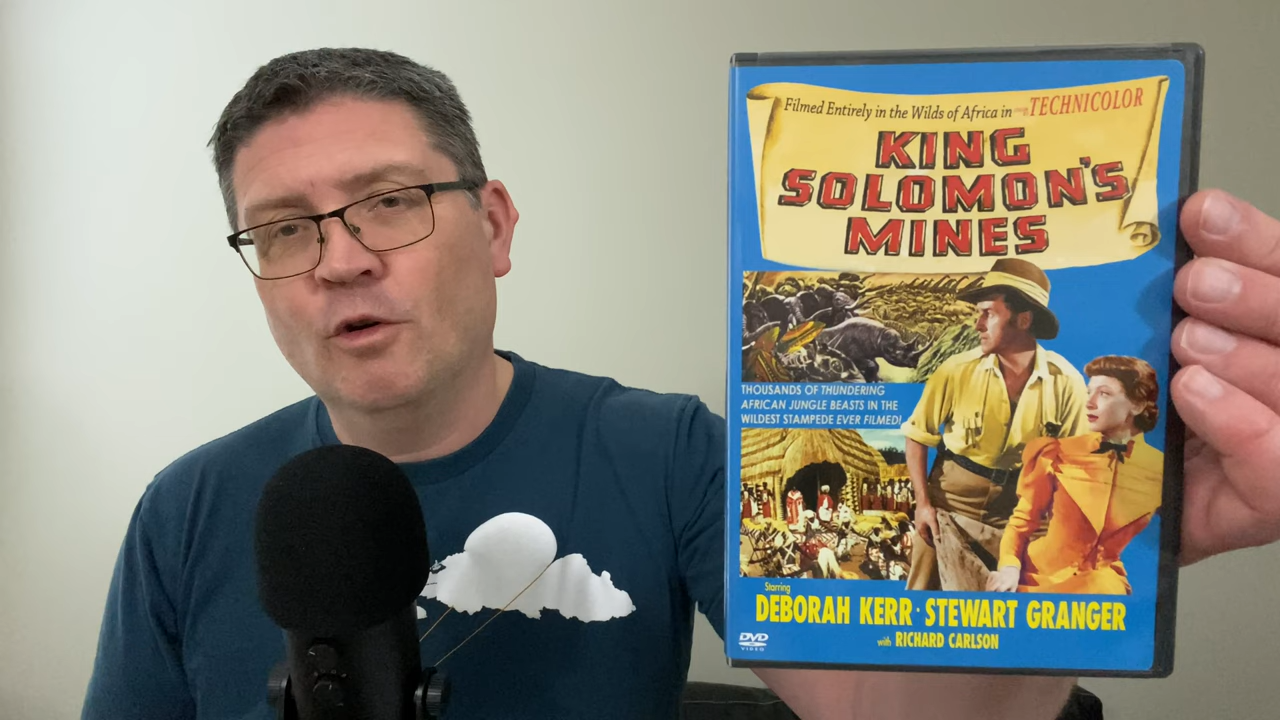 Filmed Entirely in the Wilds of Africa in TECHNICOLOR
KING
SOLOMON'S
MINES
THOUSANDS OF THUNDERING
AFRICAN JUNGLE BEASTS IN THE
WILDEST STAMPEDE EVER FILMED!
Starring
DEBORAH KERR · STEWART GRANGER
with RICHARD CARLSON
DVD
VIDEO